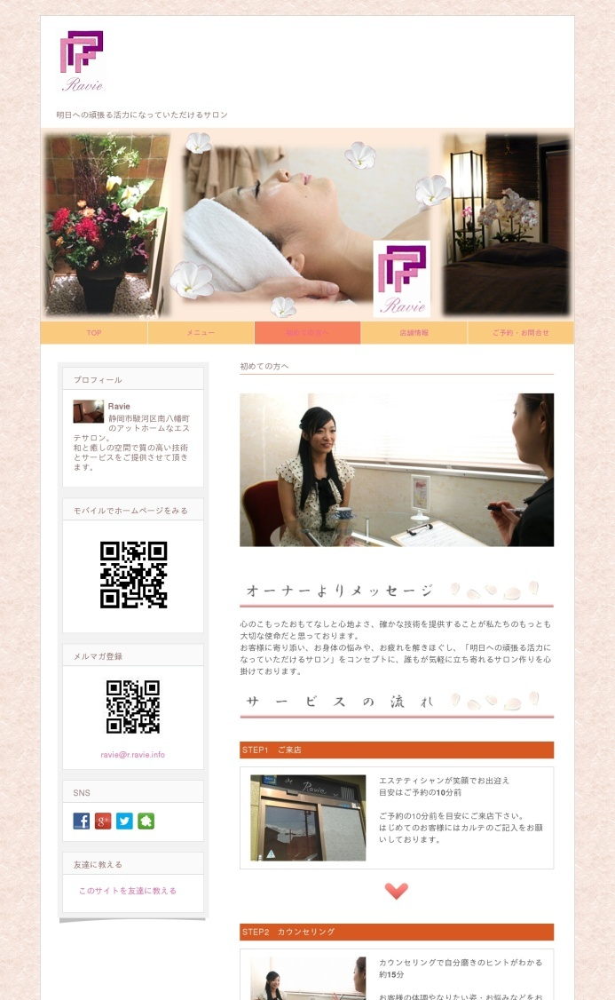 Ravie
明日への頑張る活力になっていただけるサロン
Ravie
TOP
メニュー
初めての方へ
店舗情報
ご予約・お問合せ
プロフィール
Ravie
静岡市駿河区南八幡町
のアットホームなエス
テサロン。
和と癒しの空間で質の高い技術
とサービスをご提供させて頂き
ます。
モバイルでホームページをみる
メルマガ登録
ravie@r.ravie.info
SNS
友達に教える
このサイトを友達に教える
初めての方へ
オーナーよりメッセージ
心のこもったおもてなしと心地よさ、確かな技術を提供することが私たちのもっとも
大切な使命だと思っております。
お客様に寄り添い、お身体の悩みや、お疲れを解きほぐし、「明日への頑張る活力に
なっていただけるサロン」をコンセプトに、誰もが気軽に立ち寄れるサロン作りを心
掛けております。
サービスの流れ
STEP1 ご来店
Ravie
エステティシャンが笑顔でお出迎え
目安はご予約の10分前
ご予約の10分前を目安にご来店下さい。
はじめてのお客様にはカルテのご記入をお願
いしております。
STEP2 カウンセリング
カウンセリングで自分磨きのヒントがわかる
約15分
お客様の体調やなりたい姿・お悩みなどをお